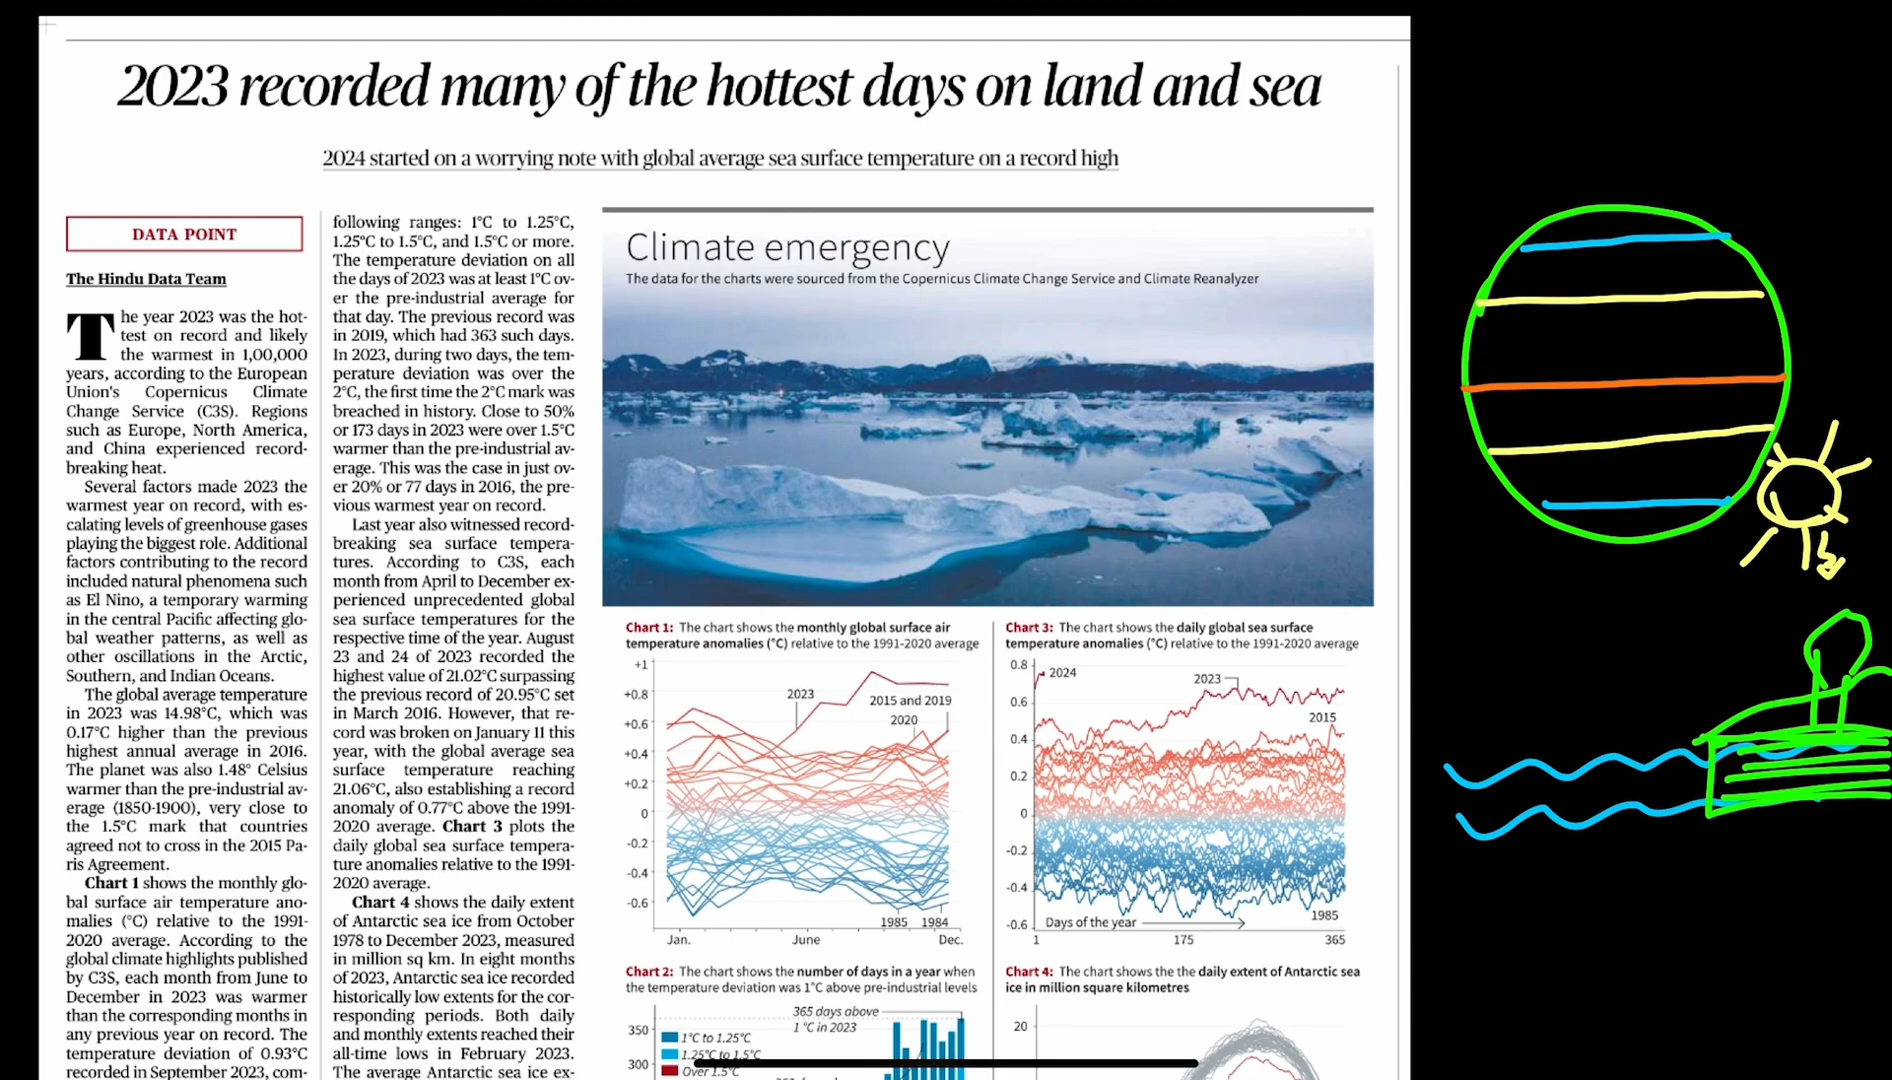 2023 recorded many of the hottest days on land and sea
2024 started on a worrying note with global average sea surface temperature on a record high
DATA POINT
The Hindu Data Team
The year 2023 was the hot-
test on record and likely
the warmest in 1,00,000
years, according to the European
Union's Copernicus Climate
Change Service (C3S). Regions
such as Europe, North America,
and China experienced record-
breaking heat.
Several factors made 2023 the
warmest year on record, with es-
calating levels of greenhouse gases
playing the biggest role. Additional
factors contributing to the record
included natural phenomena such
as El Nino, a temporary warming
in the central Pacific affecting glo-
bal weather patterns, as well as
other oscillations in the Arctic,
Southern, and Indian Oceans.
The global average temperature
in 2023 was 14.98°C, which was
0.17°C higher than the previous
highest annual average in 2016.
The planet was also 1.48° Celsius
warmer than the pre-industrial av-
erage (1850-1900), very close to
the 1.5°C mark that countries
agreed not to cross in the 2015 Pa-
ris Agreement.
Chart 1 shows the monthly glo-
bal surface air temperature ano-
malies (°C) relative to the 1991-
2020 average. According to the
global climate highlights published
by C3S, each month from June to
December in 2023 was warmer
than the corresponding months in
any previous year on record. The
temperature deviation of 0.93°C
recorded in September 2023, com-
following ranges: 1°C to 1.25°C,
1.25°C to 1.5°C, and 1.5°C or more.
The temperature deviation on all
the days of 2023 was at least 1°C ov-
er the pre-industrial average for
that day. The previous record was
in 2019, which had 363 such days.
In 2023, during two days, the tem-
perature deviation was over the
2°C, the first time the 2°C mark was
breached in history. Close to 50%
or 173 days in 2023 were over 1.5°C
warmer than the pre-industrial av-
erage. This was the case in just ov-
er 20% or 77 days in 2016, the pre-
vious warmest year on record.
Last year also witnessed record-
breaking sea surface tempera-
tures. According to C3S, each
month from April to December ex-
perienced unprecedented global
sea surface temperatures for the
respective time of the year. August
23 and 24 of 2023 recorded the
highest value of 21.02°C surpassing
the previous record of 20.95°C set
in March 2016. However, that re-
cord was broken on January 11 this
year, with the global average sea
surface temperature reaching
21.06°C, also establishing a record
anomaly of 0.77°C above the 1991-
2020 average. Chart 3 plots the
daily global sea surface tempera-
ture anomalies relative to the 1991-
2020 average.
Chart 4 shows the daily extent
of Antarctic sea ice from October
1978 to December 2023, measured
in million sq km. In eight months
of 2023, Antarctic sea ice recorded
historically low extents for the cor-
responding periods. Both daily
and monthly extents reached their
all-time lows in February 2023.
The average Antarctic sea ice ex-
Climate emergency
The data for the charts were sourced from the Copernicus Climate Change Service and Climate Reanalyzer
Chart 1: The chart shows the monthly global surface air
temperature anomalies (°C) relative to the 1991-2020 average
+1
+0.8
+0.6
+0.4
+0.2
0
-0.2
-0.4
-0.6
2023
2015 and 2019
2020
1985 1984
Jan. June Dec.
Chart 3: The chart shows the daily global sea surface
temperature anomalies (°C) relative to the 1991-2020 average
0.8
0.6
0.4
0.2
0
-0.2
-0.4
-0.6
2024
2023
2015
1985
Days of the year
1 175 365
Chart 2: The chart shows the number of days in a year when
the temperature deviation was 1°C above pre-industrial levels
350
300
1°C to 1.25°C
1.25°C to 1.5°C
Over 1.5°C
365 days above
1 °C in 2023
Chart 4: The chart shows the the daily extent of Antarctic sea
ice in million square kilometres
20